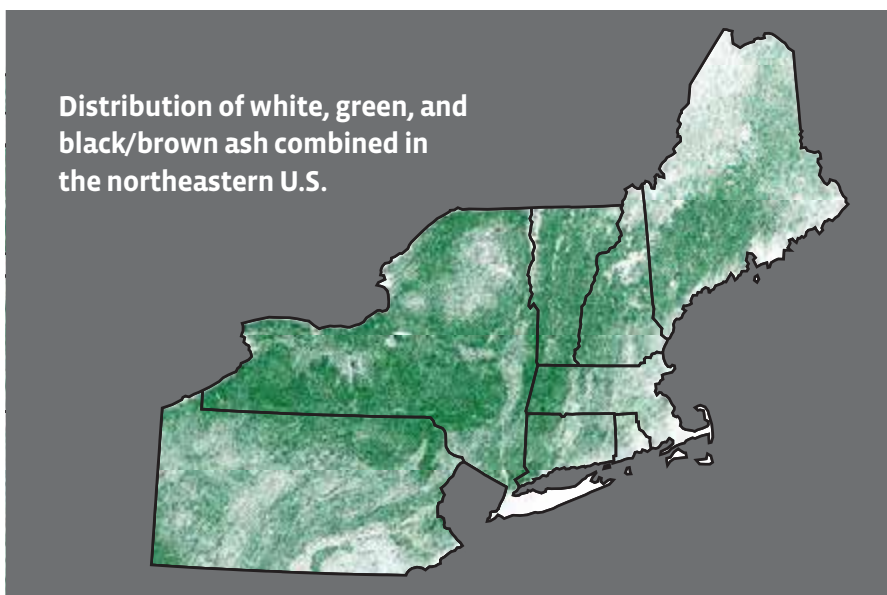 Distribution of white, green, and
black/brown ash combined in
the northeastern U.S.